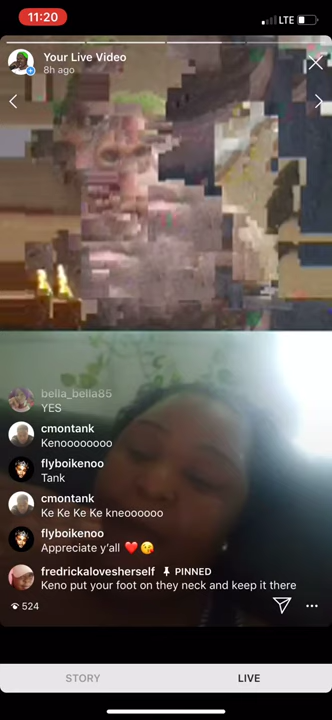 11:20
LTE
Your Live Video
8h ago
bella_bella85
YES
cmontank
Kenoooooooo
flyboikenoo
Tank
cmontank
Ke Ke Ke Ke kneoooooo
flyboikenoo
Appreciate y'all ❤️😘
fredrickalovesherself PINNED
Keno put your foot on they neck and keep it there
524
STORY LIVE